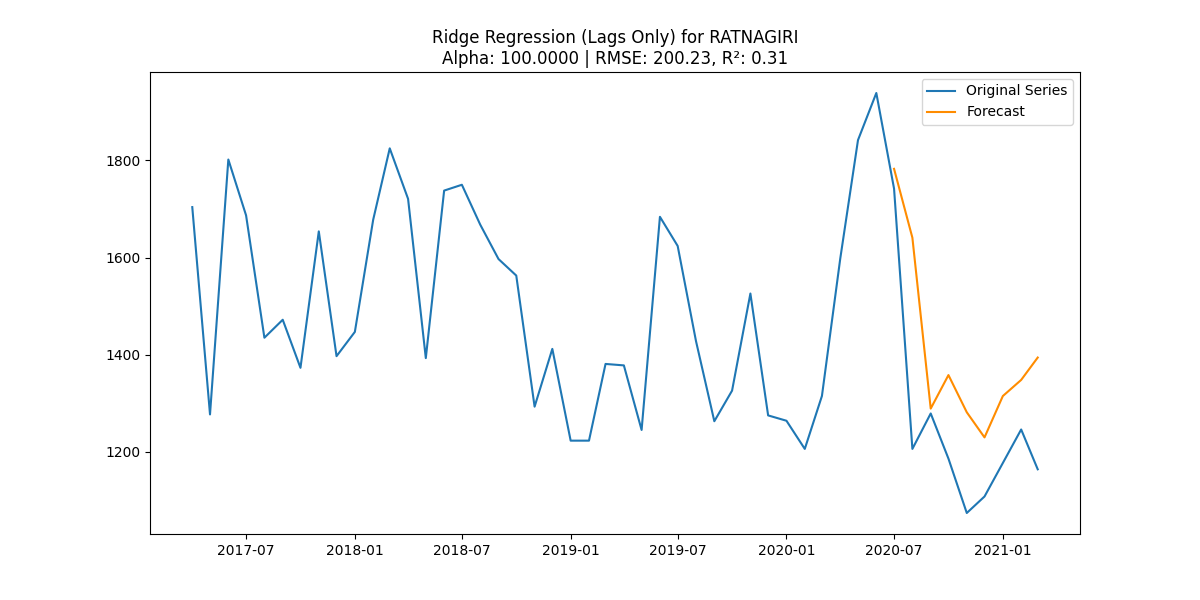 Ridge Regression (Lags Only) for RATNAGIRI
Alpha: 100.0000 | RMSE: 200.23, R²: 0.31
Original Series
Forecast
1800
1600
1400
1200
2017-07 2018-01 2018-07 2019-01 2019-07 2020-01 2020-07 2021-01